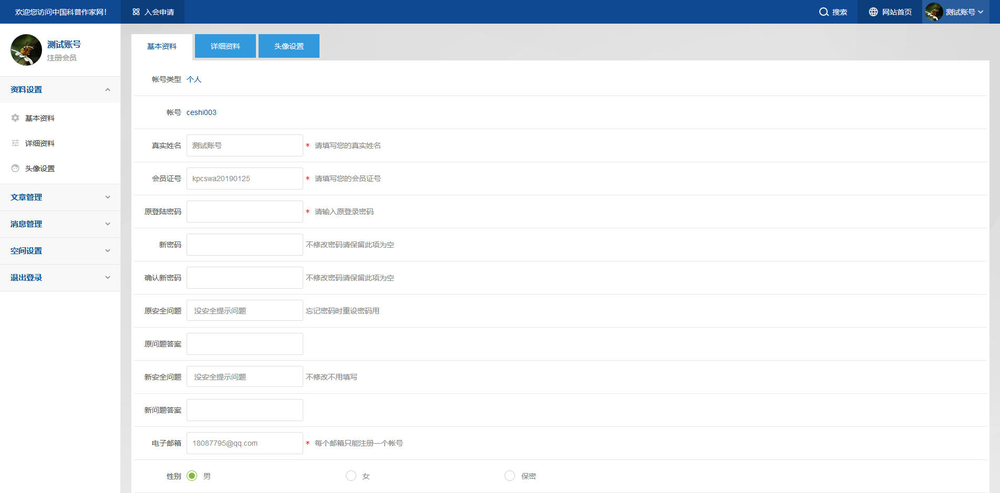 欢迎您访问中国科普作家网！ 入会申请 搜索 网站首页 测试账号
测试账号
注册会员
资料设置
基本资料
详细资料
头像设置
文章管理
消息管理
空间设置
退出登录
基本资料 详细资料 头像设置
帐号类型 个人
帐号 ceshi003
真实姓名 测试账号 * 请填写您的真实姓名
会员证号 kpcswa20190125 * 请填写您的会员证号
原登陆密码 * 请输入原登录密码
新密码 不修改密码请保留此项为空
确认新密码 不修改密码请保留此项为空
原安全问题 没安全提示问题 忘记密码时重设密码用
原问题答案
新安全问题 没安全提示问题 不修改不用填写
新问题答案
电子邮箱 18087795@qq.com * 每个邮箱只能注册一个帐号
性别 男 女 保密